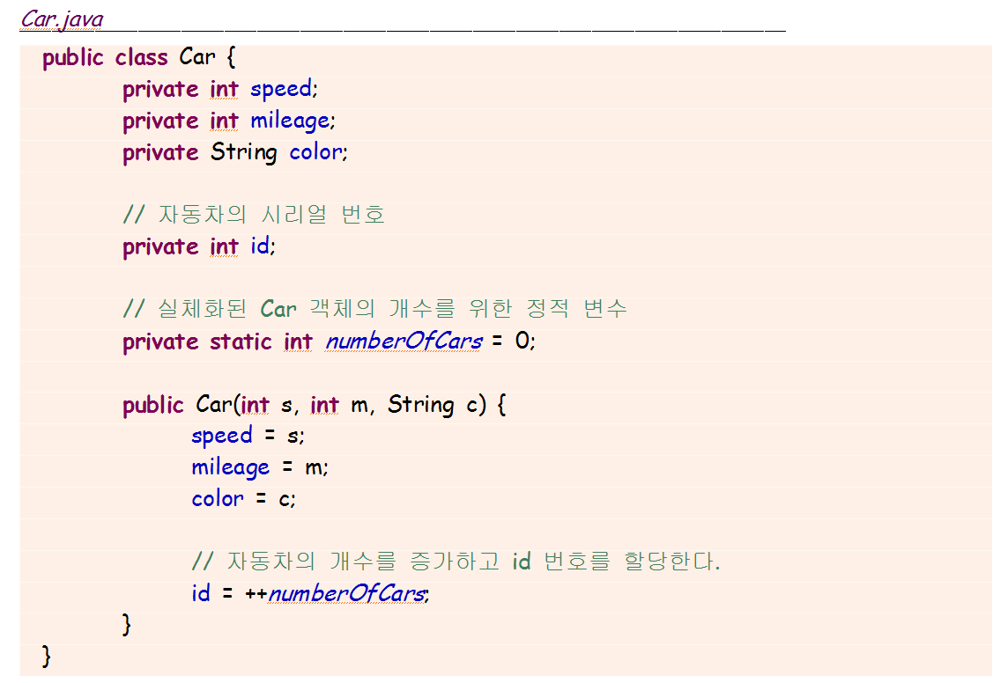 Car.java
public class Car {
private int speed;
private int mileage;
private String color;
// 자동차의 시리얼 번호
private int id;
// 실체화된 Car 객체의 개수를 위한 정적 변수
private static int numberOfCars = 0;
public Car(int s, int m, String c) {
speed = s;
mileage = m;
color = c;
// 자동차의 개수를 증가하고 id 번호를 할당한다.
id = ++numberOfCars;
}
}